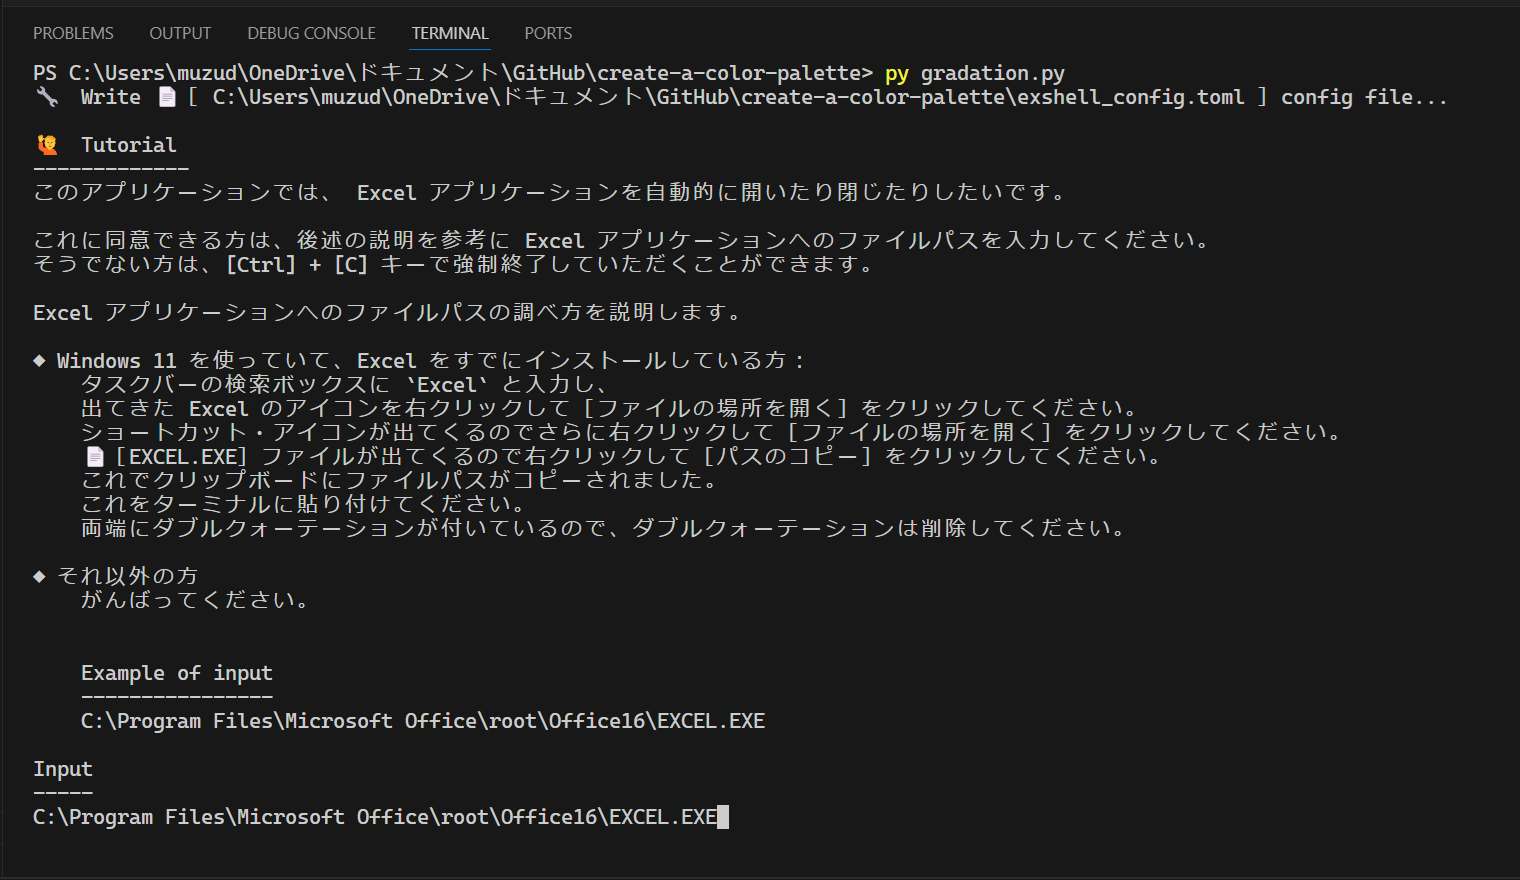 PROBLEMS OUTPUT DEBUG CONSOLE TERMINAL PORTS
PS C:\Users\muzud\OneDrive\ドキュメント\GitHub\create-a-color-palette> py gradation.py
🔧 Write 📄[ C:\Users\muzud\OneDrive\ドキュメント\GitHub\create-a-color-palette\exshell_config.toml ] config file...
🙋 Tutorial
-------------
このアプリケーションでは、 Excel アプリケーションを自動的に開いたり閉じたりしたいです。
これに同意できる方は、後述の説明を参考に Excel アプリケーションへのファイルパスを入力してください。
そうでない方は、[Ctrl] + [C] キーで強制終了していただくことができます。
Excel アプリケーションへのファイルパスの調べ方を説明します。
◆ Windows 11 を使っていて、Excel をすでにインストールしている方：
タスクバーの検索ボックスに `Excel` と入力し、
出てきた Excel のアイコンを右クリックして［ファイルの場所を開く］をクリックしてください。
ショートカット・アイコンが出てくるのでさらに右クリックして［ファイルの場所を開く］をクリックしてください。
📄［EXCEL.EXE］ファイルが出てくるので右クリックして［パスのコピー］をクリックしてください。
これでクリップボードにファイルパスがコピーされました。
これをターミナルに貼り付けてください。
両端にダブルクォーテーションが付いているので、ダブルクォーテーションは削除してください。
◆ それ以外の方
がんばってください。
Example of input
----------------
C:\Program Files\Microsoft Office\root\Office16\EXCEL.EXE
Input
-----
C:\Program Files\Microsoft Office\root\Office16\EXCEL.EXE